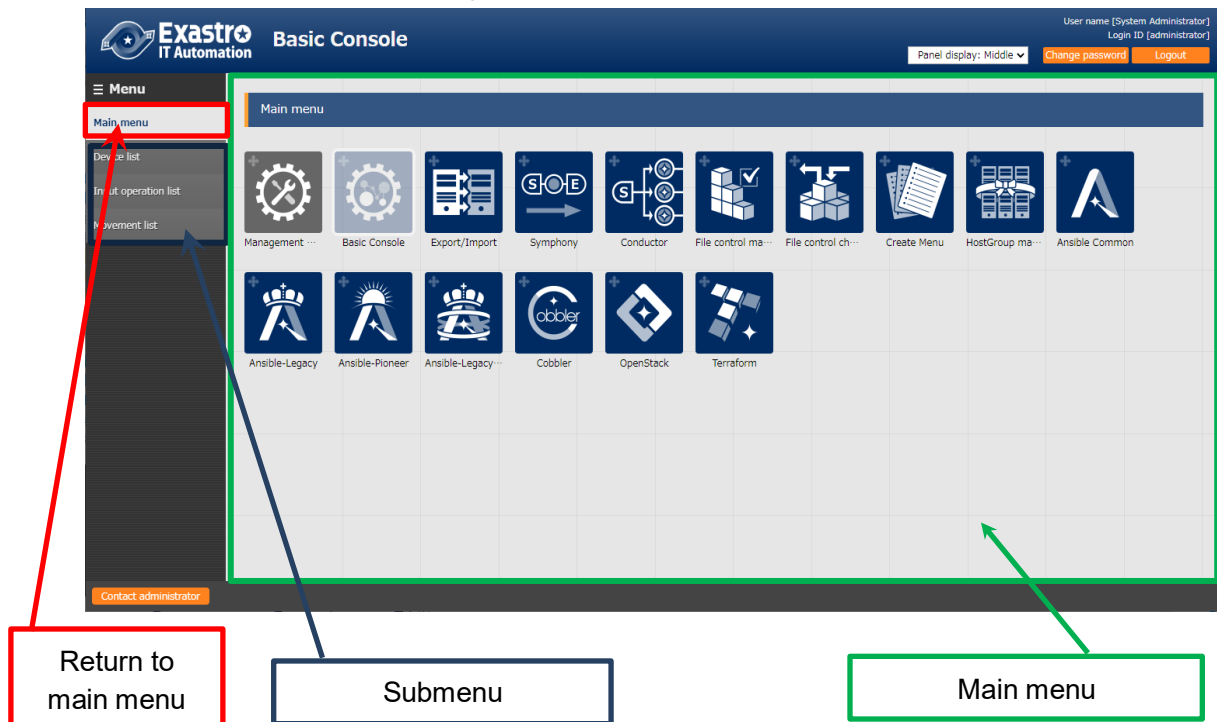 Exastro
IT Automation
Basic Console
User name [System Administrator]
Login ID [administrator]
Panel display: Middle
Change password
Logout
☰ Menu
Main menu
Device list
Input operation list
Movement list
Main menu
Management ···
Basic Console
Export/Import
S O E
Symphony
S
Conductor
File control ma···
File control ch···
Create Menu
HostGroup ma···
Ansible Common
Ansible-Legacy
Ansible-Pioneer
Ansible-Legacy···
Cobbler
Cobbler
OpenStack
Terraform
Contact administrator
Return to
main menu
Submenu
Main menu